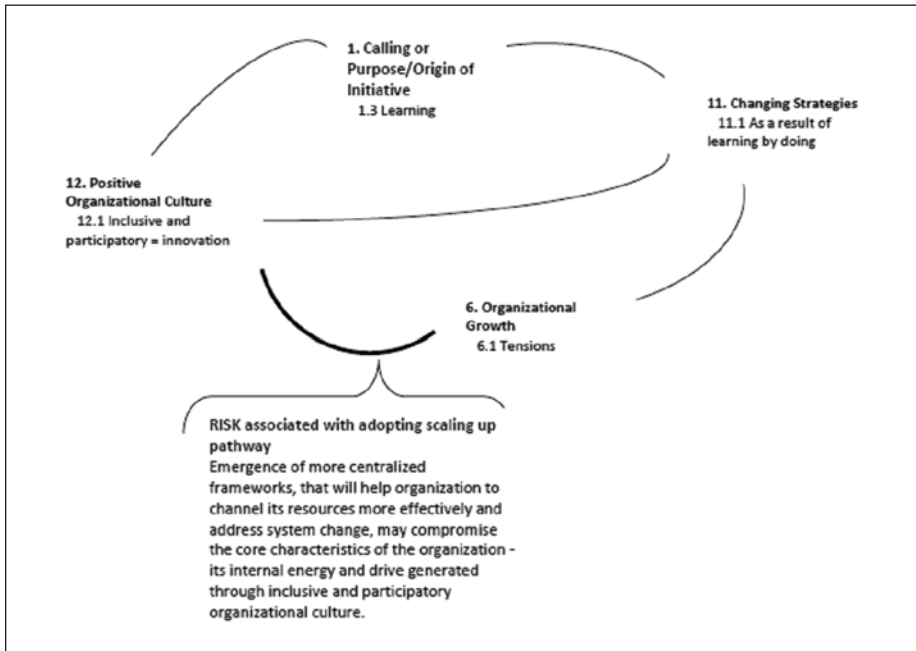 1. Calling or
Purpose/Origin of
Initiative
1.3 Learning
11. Changing Strategies
11.1 As a result of
learning by doing
12. Positive
Organizational Culture
12.1 Inclusive and
participatory = innovation
6. Organizational
Growth
6.1 Tensions
RISK associated with adopting scaling up
pathway
Emergence of more centralized
frameworks, that will help organization to
channel its resources more effectively and
address system change, may compromise
the core characteristics of the organization -
its internal energy and drive generated
through inclusive and participatory
organizational culture.